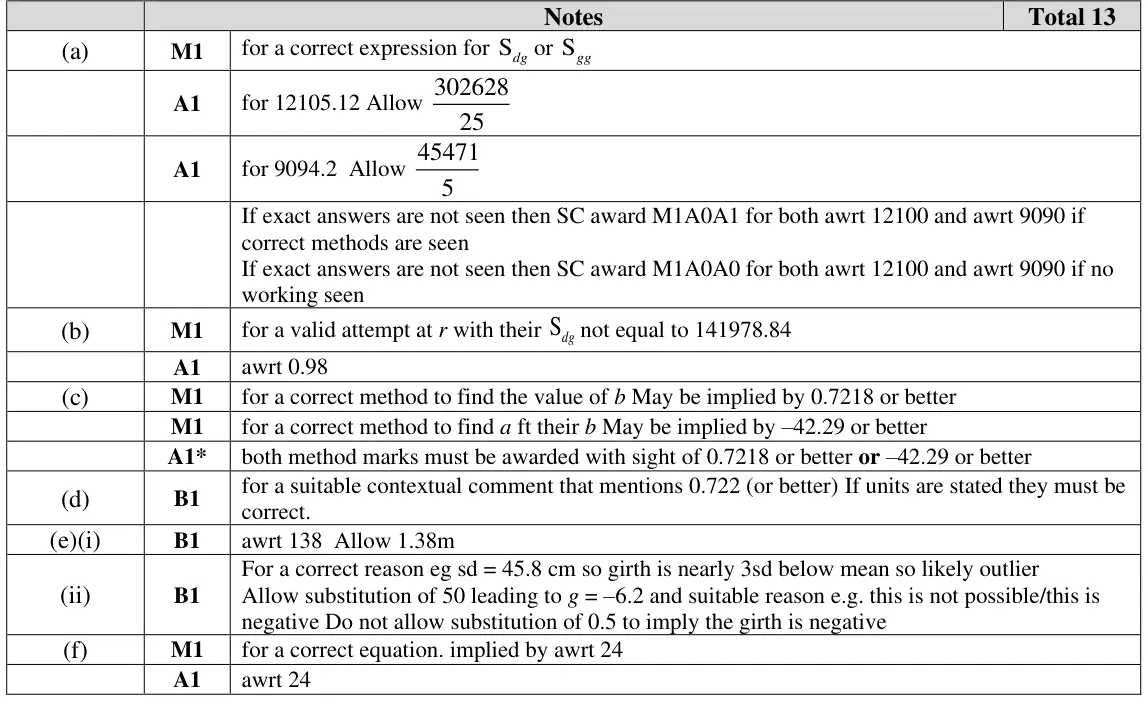 Notes Total 13
(a) M1 for a correct expression for S_dg or S_gg
A1 for 12105.12 Allow 302628/25
A1 for 9094.2 Allow 45471/5
If exact answers are not seen then SC award M1A0A1 for both awrt 12100 and awrt 9090 if
correct methods are seen
If exact answers are not seen then SC award M1A0A0 for both awrt 12100 and awrt 9090 if no
working seen
(b) M1 for a valid attempt at r with their S_dg not equal to 141978.84
A1 awrt 0.98
(c) M1 for a correct method to find the value of b May be implied by 0.7218 or better
M1 for a correct method to find a ft their b May be implied by –42.29 or better
A1* both method marks must be awarded with sight of 0.7218 or better or –42.29 or better
(d) B1 for a suitable contextual comment that mentions 0.722 (or better) If units are stated they must be
correct.
(e)(i) B1 awrt 138 Allow 1.38m
(ii) B1 For a correct reason eg sd = 45.8 cm so girth is nearly 3sd below mean so likely outlier
Allow substitution of 50 leading to g = –6.2 and suitable reason e.g. this is not possible/this is
negative Do not allow substitution of 0.5 to imply the girth is negative
(f) M1 for a correct equation. implied by awrt 24
A1 awrt 24